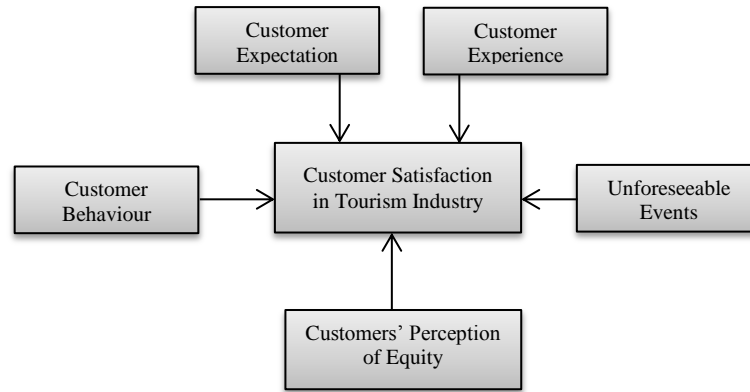 Customer
Expectation
Customer
Experience
Customer Satisfaction
in Tourism Industry
Customer
Behaviour
Unforeseeable
Events
Customers’ Perception
of Equity